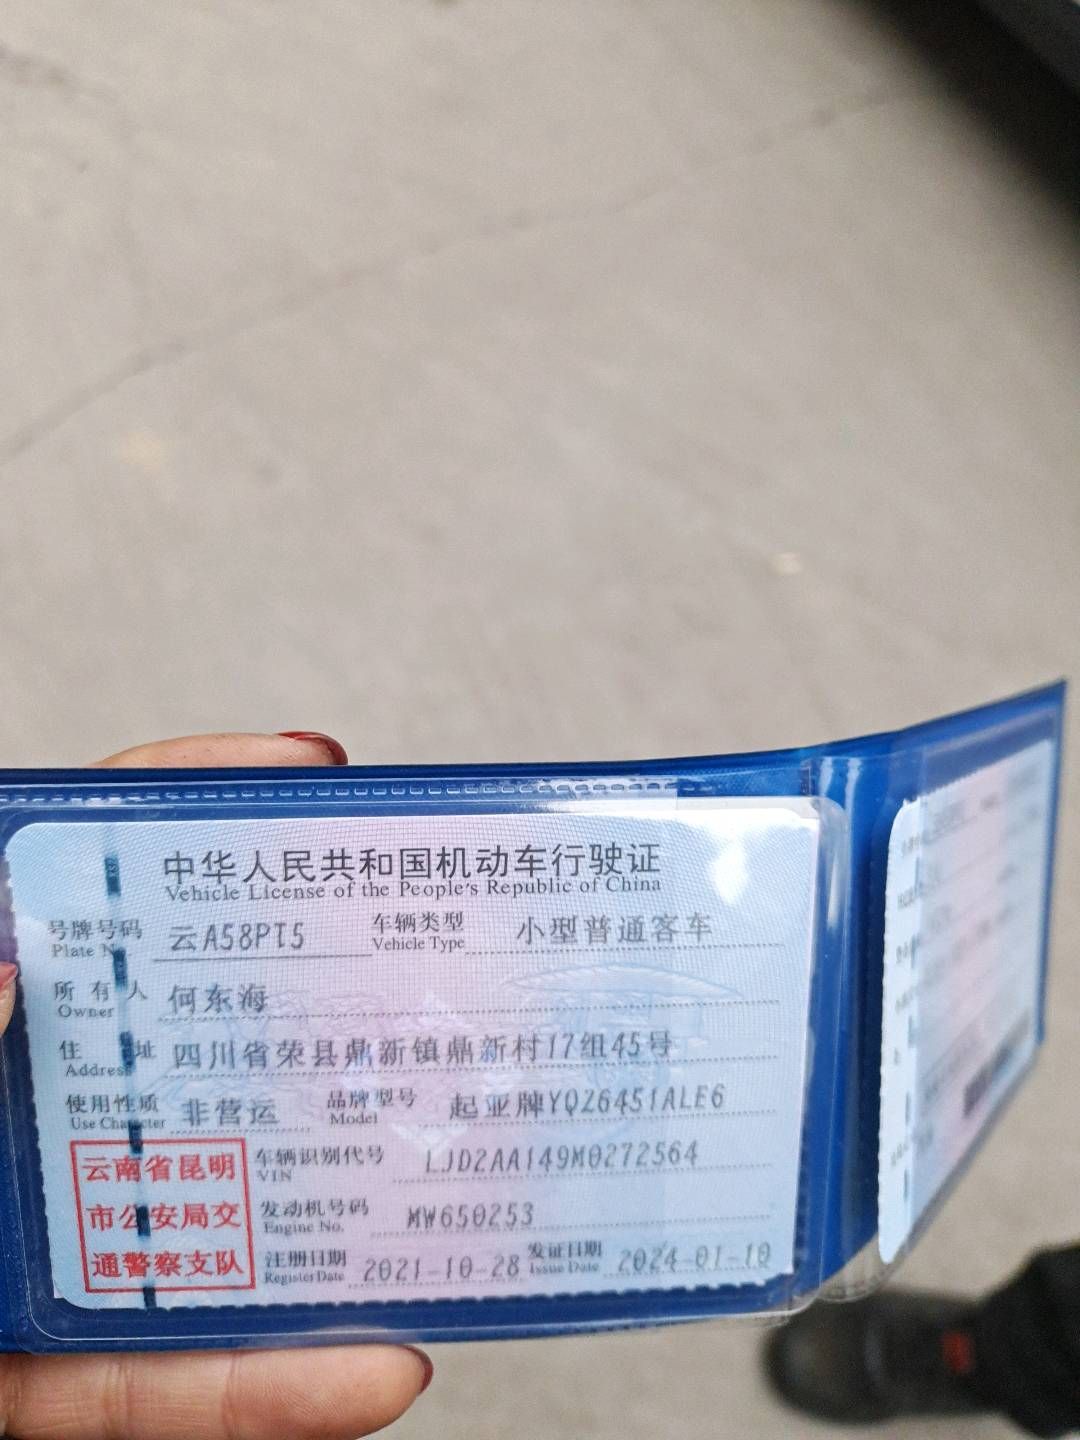 中华人民共和国机动车行驶证
Vehicle License of the People's Republic of China
号牌号码 云A58PT5 车辆类型 小型普通客车
Plate No. Vehicle Type
所有人 何东海
Owner
住址 四川省荣县鼎新镇鼎新村17组45号
Address
使用性质 非营运 品牌型号 起亚牌YQZ6451ALE6
Use Character Model
云南省昆明
市公安局交
通警察支队
车辆识别代号 LJD2AA149M0272564
VIN
发动机号码 MW650253
Engine No.
注册日期 2021-10-28 发证日期 2024-01-10
Register Date Issue Date